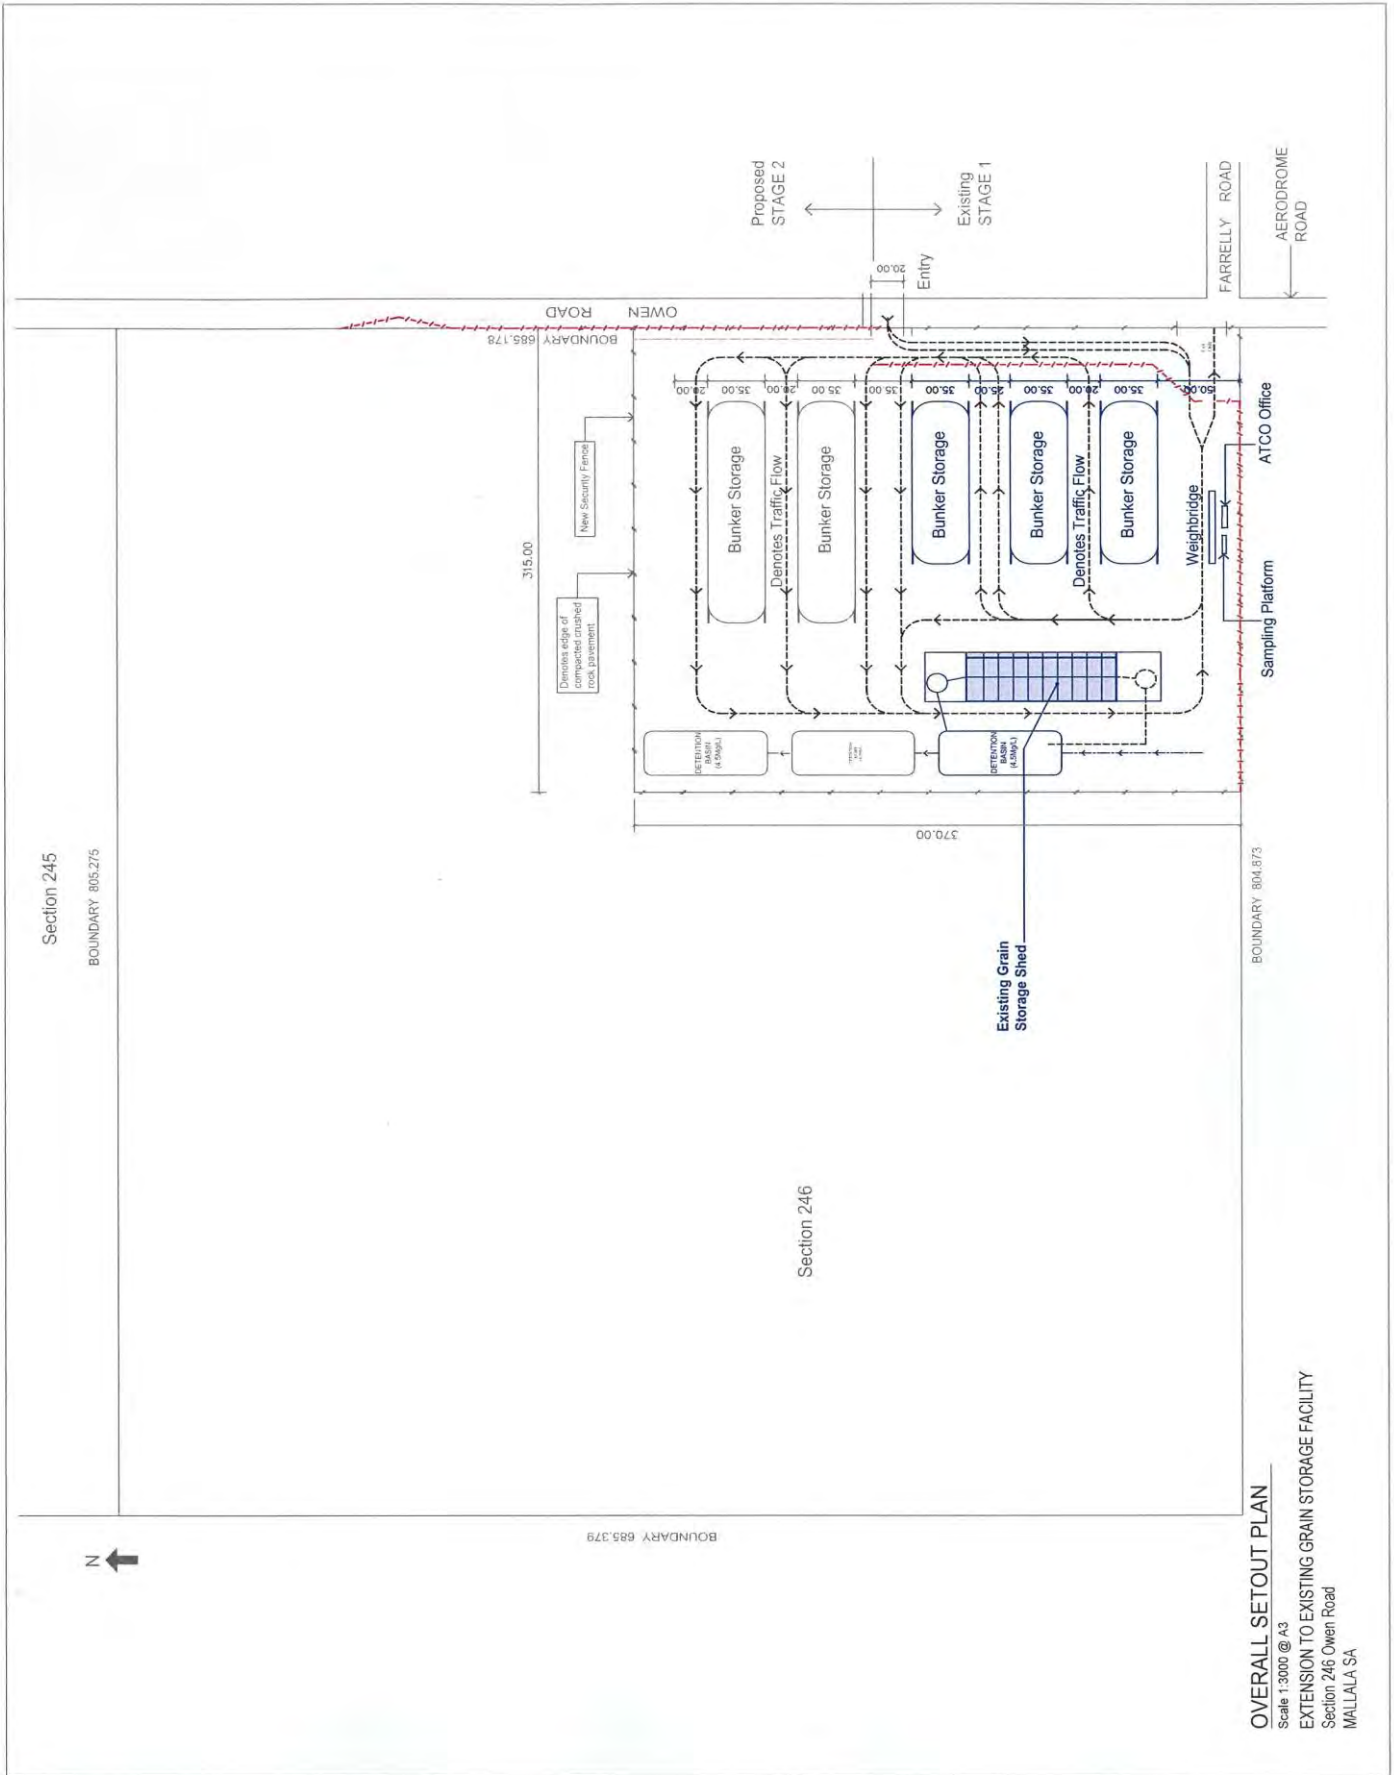 N
Section 245
BOUNDARY 805.275
BOUNDARY 685.379
Section 246
315.00
BOUNDARY 685.178
OWEN ROAD
New Security Fence
Denotes edge of
compacted crushed
rock pavement
Proposed
STAGE 2
Existing
STAGE 1
20.00
Entry
FARRELLY ROAD
AERODROME
ROAD
20.00
35.00
20.00
35.00
35.00
35.00
25.00
35.00
20.00
35.00
50.00
Bunker Storage
Denotes Traffic Flow
Bunker Storage
Bunker Storage
Bunker Storage
Denotes Traffic Flow
Bunker Storage
Weighbridge
ATCO Office
Sampling Platform
DETENTION
BASIN
(4.5Mg/L)
DETENTION
BASIN
(4.5Mg/L)
370.00
Existing Grain
Storage Shed
BOUNDARY 804.873
OVERALL SETOUT PLAN
Scale 1:3000 @ A3
EXTENSION TO EXISTING GRAIN STORAGE FACILITY
Section 246 Owen Road
MALLALA SA